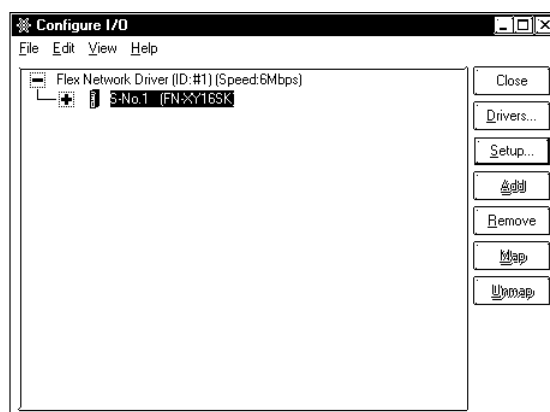 Configure I/O
File Edit View Help
Flex Network Driver (ID:#1) (Speed:6Mbps)
S-No.1 (FN-XY16SK)
Close
Drivers...
Setup...
Add
Remove
Map
Unmap